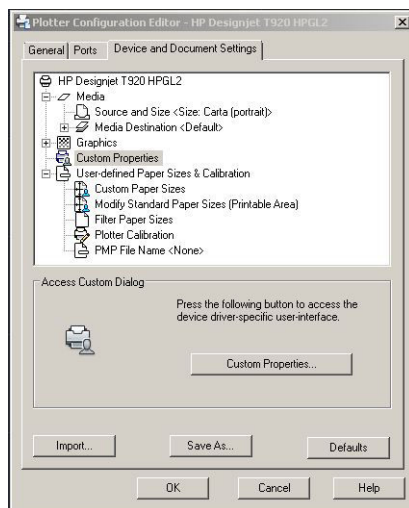 Plotter Configuration Editor - HP Designjet T920 HPGL2
General Ports Device and Document Settings
HP Designjet T920 HPGL2
Media
Source and Size <Size: Carta (portrait)>
Media Destination <Default>
Graphics
Custom Properties
User-defined Paper Sizes & Calibration
Custom Paper Sizes
Modify Standard Paper Sizes (Printable Area)
Filter Paper Sizes
Plotter Calibration
PMP File Name <None>
Access Custom Dialog
Press the following button to access the
device driver-specific user-interface.
Custom Properties...
Import... Save As... Defaults
OK Cancel Help